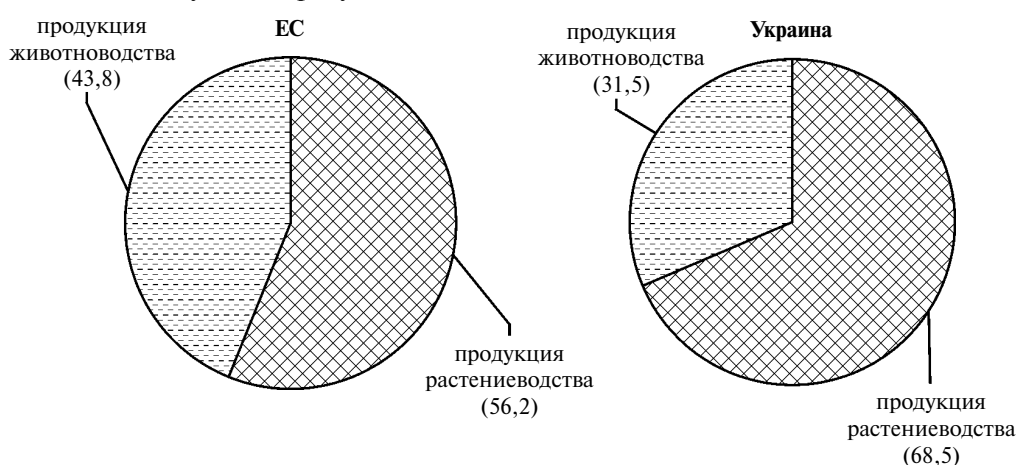 продукция
животноводства
(43,8)
ЕС
продукция
растениеводства
(56,2)
продукция
животноводства
(31,5)
Украина
продукция
растениеводства
(68,5)